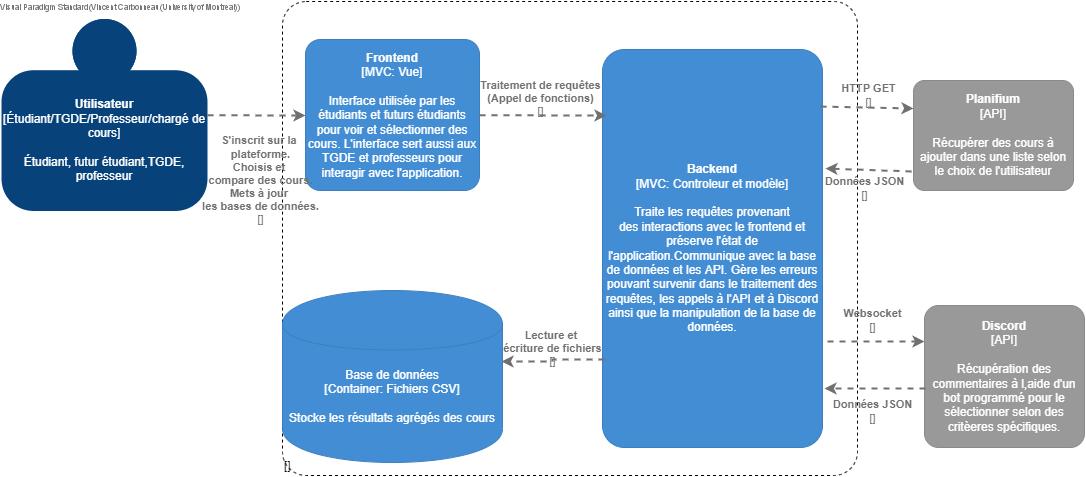 Visual Paradigm Standard(Vincent Carbonneau(University of Montreal))
Utilisateur
[Étudiant/TGDE/Professeur/chargé de
cours]
Étudiant, futur étudiant,TGDE,
professeur
S'inscrit sur la
plateforme.
Choisis et
compare des cours
Mets à jour
les bases de données.
[]
Frontend
[MVC: Vue]
Interface utilisée par les
étudiants et futurs étudiants
pour voir et sélectionner des
cours. L'interface sert aussi aux
TGDE et professeurs pour
interagir avec l'application.
Traitement de requêtes
(Appel de fonctions)
[]
Backend
[MVC: Controleur et modèle]
Traite les requêtes provenant
des interactions avec le frontend et
préserve l'état de
l'application.Communique avec la base
de données et les API. Gère les erreurs
pouvant survenir dans le traitement des
requêtes, les appels à l'API et à Discord
ainsi que la manipulation de la base de
données.
HTTP GET
[]
Données JSON
[]
Planifium
[API]
Récupérer des cours à
ajouter dans une liste selon
le choix de l'utilisateur
Lecture et
écriture de fichiers
[]
Base de données
[Container: Fichiers CSV]
Stocke les résultats agrégés des cours
[]
Websocket
[]
Données JSON
[]
Discord
[API]
Récupération des
commentaires à l,aide d'un
bot programmé pour le
sélectionner selon des
critèeres spécifiques.